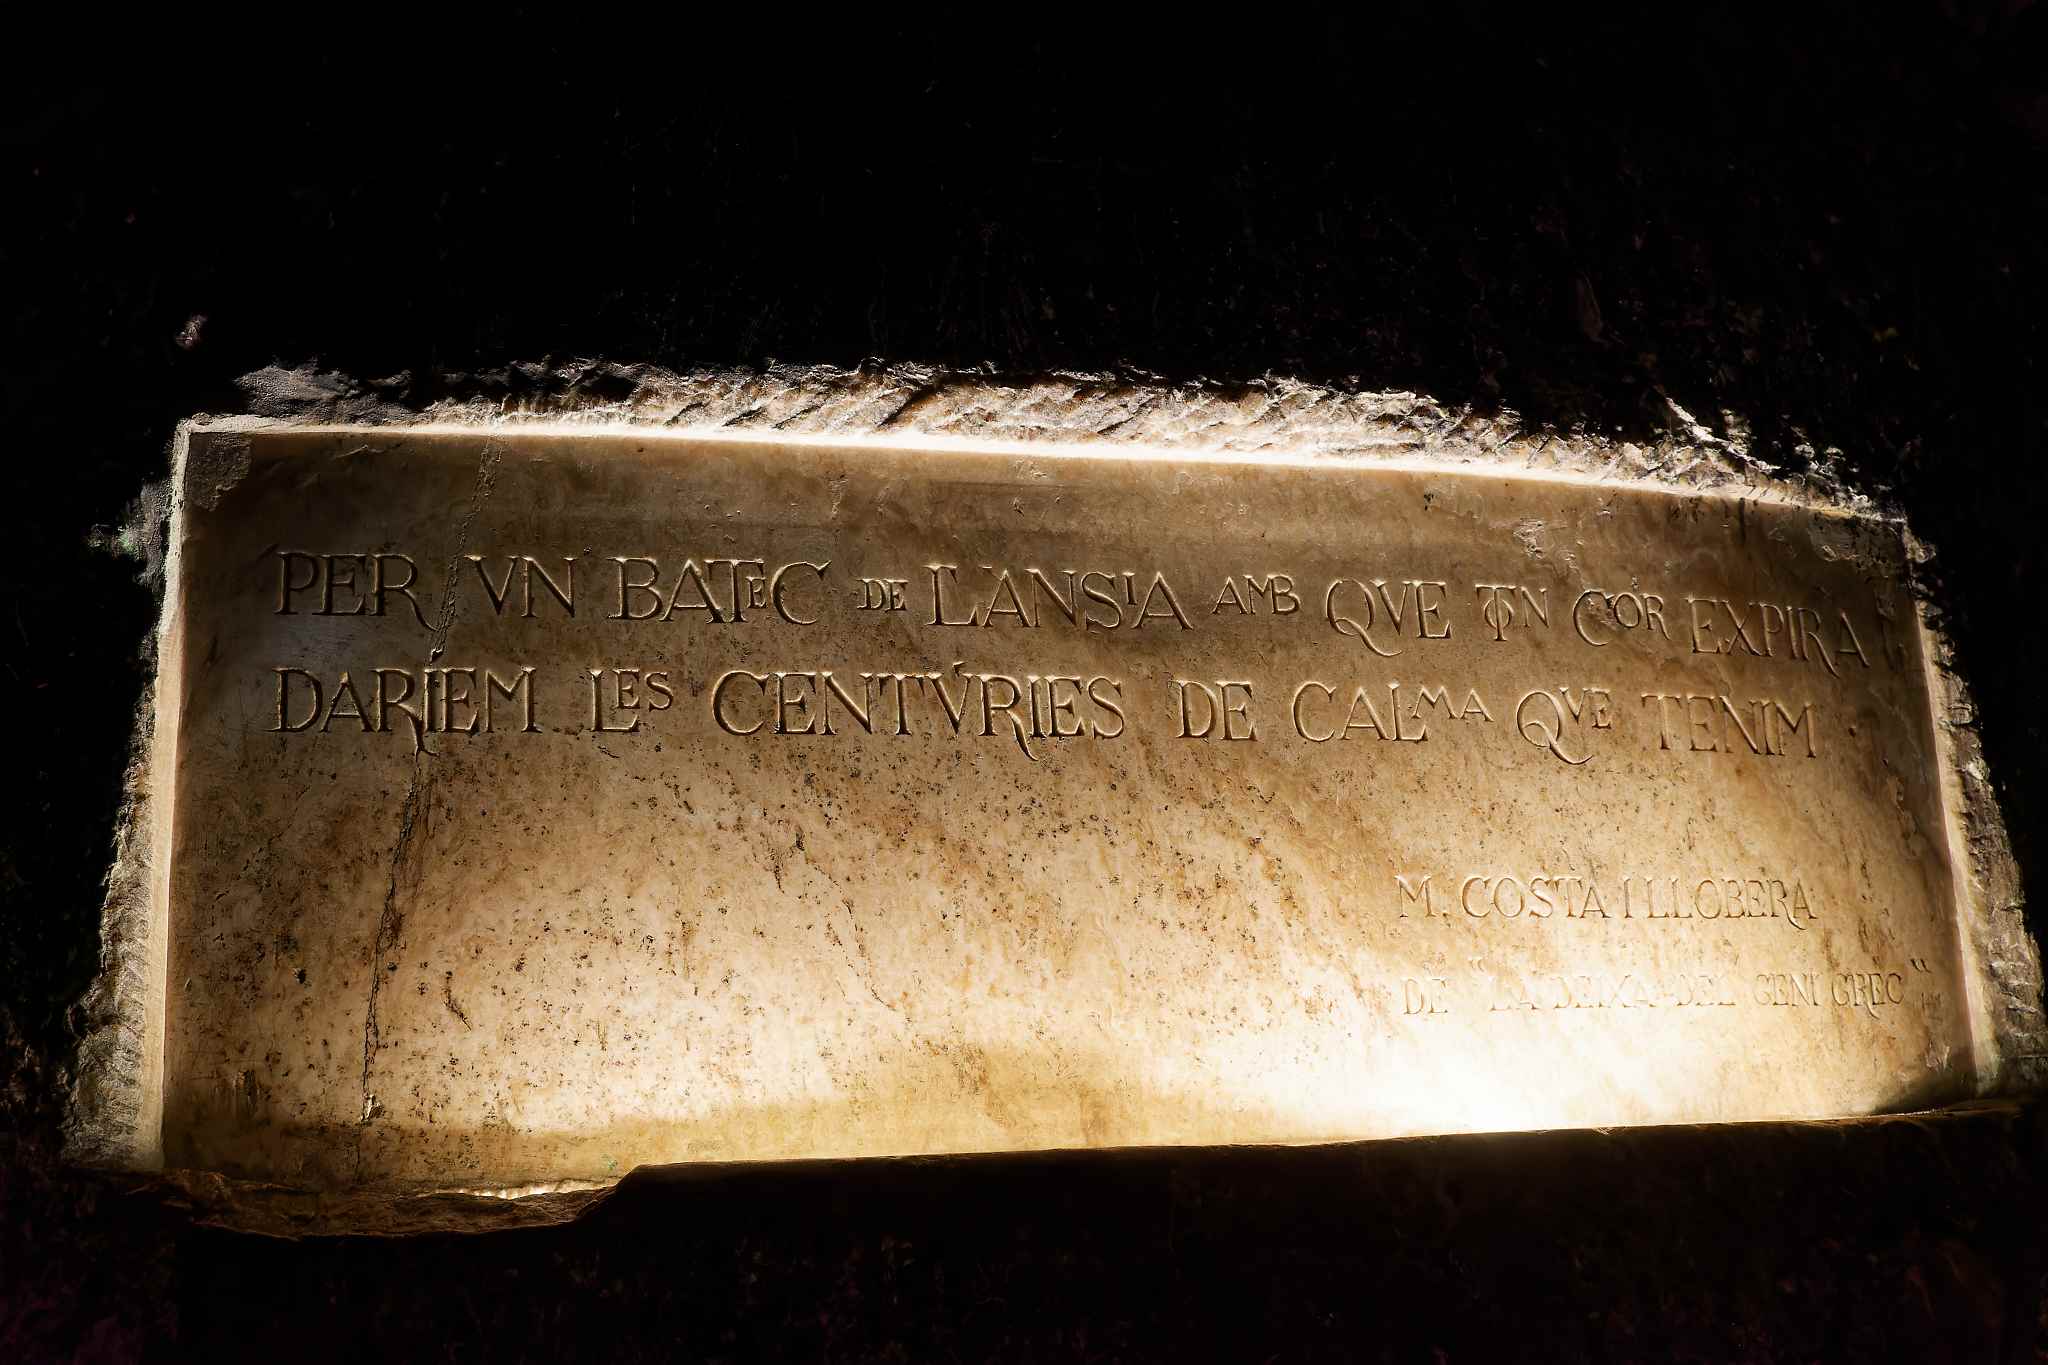 PER VN BATEC DE L'ANSIA AMB QVE TON COR EXPIRA
DARIEM LES CENTVRIES DE CALMA QVE TENIM
M. COSTA I LLOBERA
DE "LA DEIXA DEL GENI GREC"